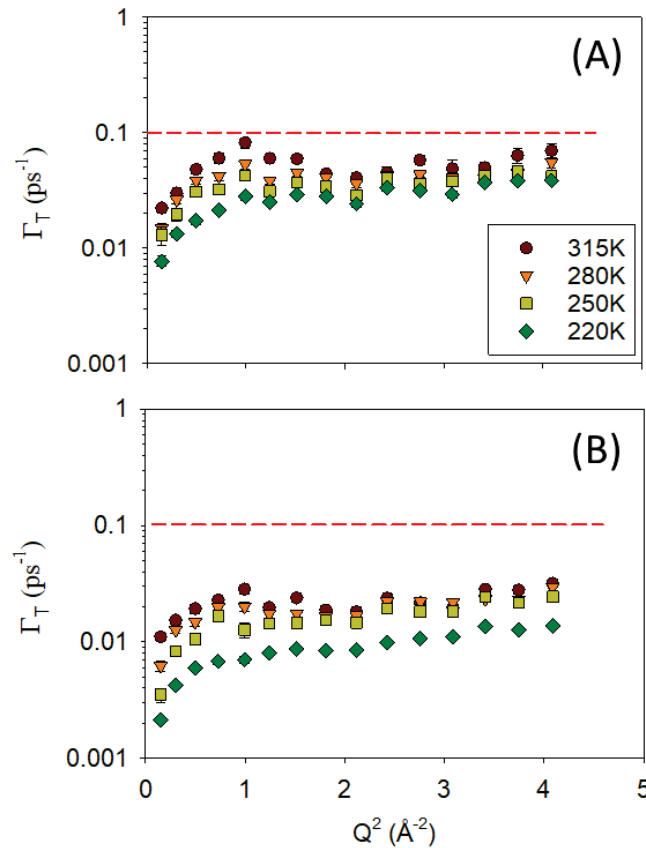 (A)
1
0.1
0.01
0.001
Γ_T (ps⁻¹)
315K
280K
250K
220K
(B)
1
0.1
0.01
0.001
Γ_T (ps⁻¹)
0 1 2 3 4 5
Q² (Å⁻²)